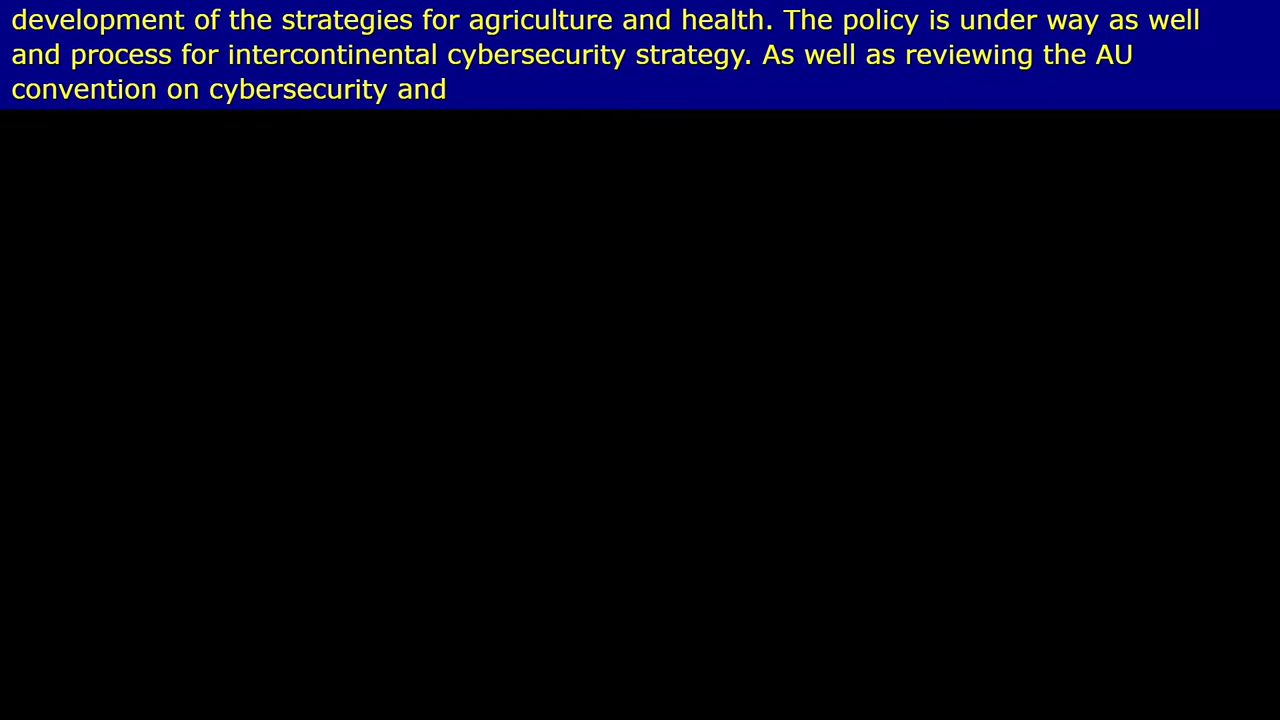 development of the strategies for agriculture and health. The policy is under way as well
and process for intercontinental cybersecurity strategy. As well as reviewing the AU
convention on cybersecurity and